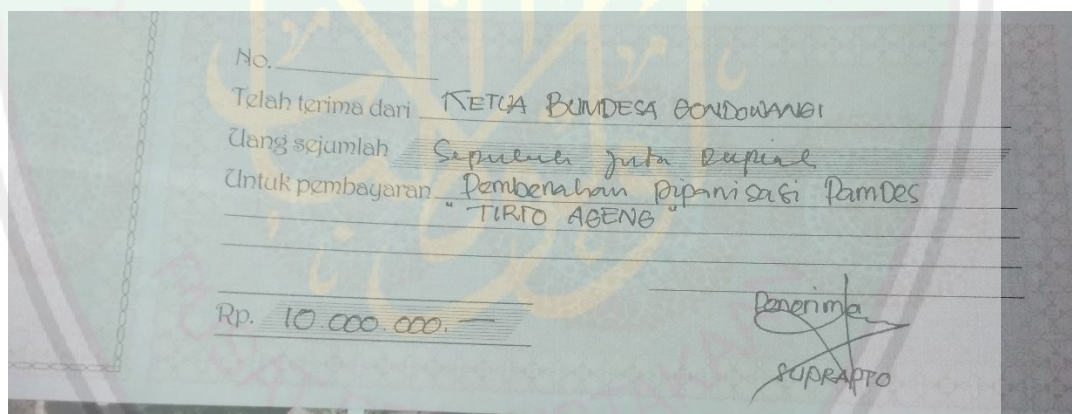 No.
Telah terima dari KETUA BUMDESA GONDOWANGI
Uang sejumlah Sepuluh Juta Rupiah
Untuk pembayaran Pembenahan pipanisasi PamDes
" TIRTO AGENG "
Rp. 10.000.000.—
Penerima
SUPRAPTO